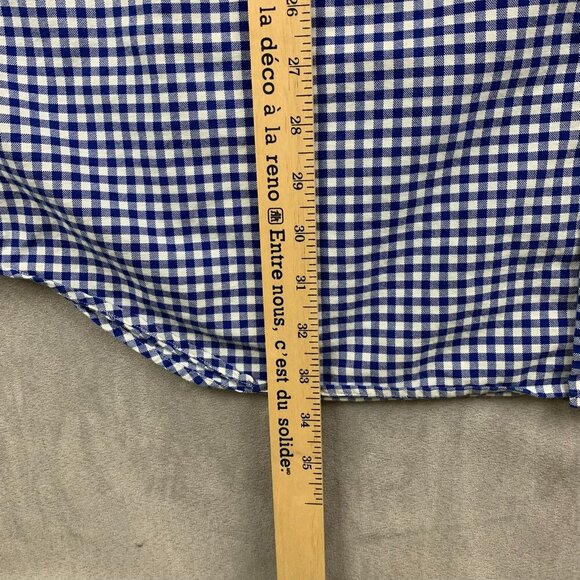 la déco à la reno Entre nous, c'est du solide.
26 27 28 29 30 31 32 33 34 35